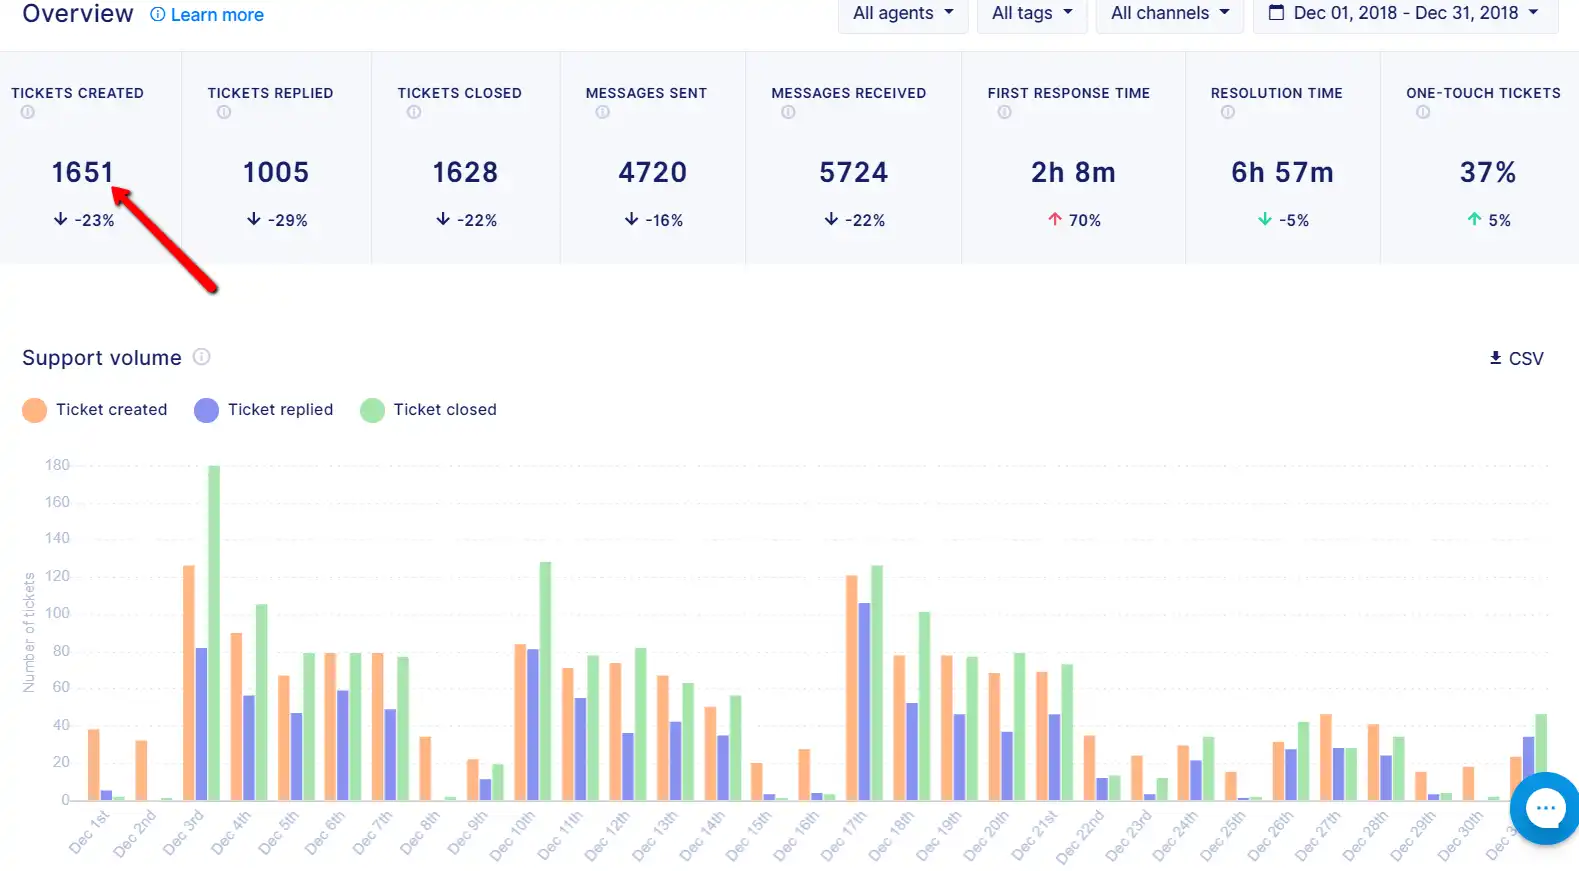 Overview Learn more All agents All tags All channels Dec 01, 2018 - Dec 31, 2018
TICKETS CREATED TICKETS REPLIED TICKETS CLOSED MESSAGES SENT MESSAGES RECEIVED FIRST RESPONSE TIME RESOLUTION TIME ONE-TOUCH TICKETS
1651 1005 1628 4720 5724 2h 8m 6h 57m 37%
-23% -29% -22% -16% -22% 70% -5% 5%
Support volume CSV
Ticket created Ticket replied Ticket closed
Number of tickets
180
160
140
120
100
80
60
40
20
0
Dec 1st Dec 2nd Dec 3rd Dec 4th Dec 5th Dec 6th Dec 7th Dec 8th Dec 9th Dec 10th Dec 11th Dec 12th Dec 13th Dec 14th Dec 15th Dec 16th Dec 17th Dec 18th Dec 19th Dec 20th Dec 21st Dec 22nd Dec 23rd Dec 24th Dec 25th Dec 26th Dec 27th Dec 28th Dec 29th Dec 30th Dec